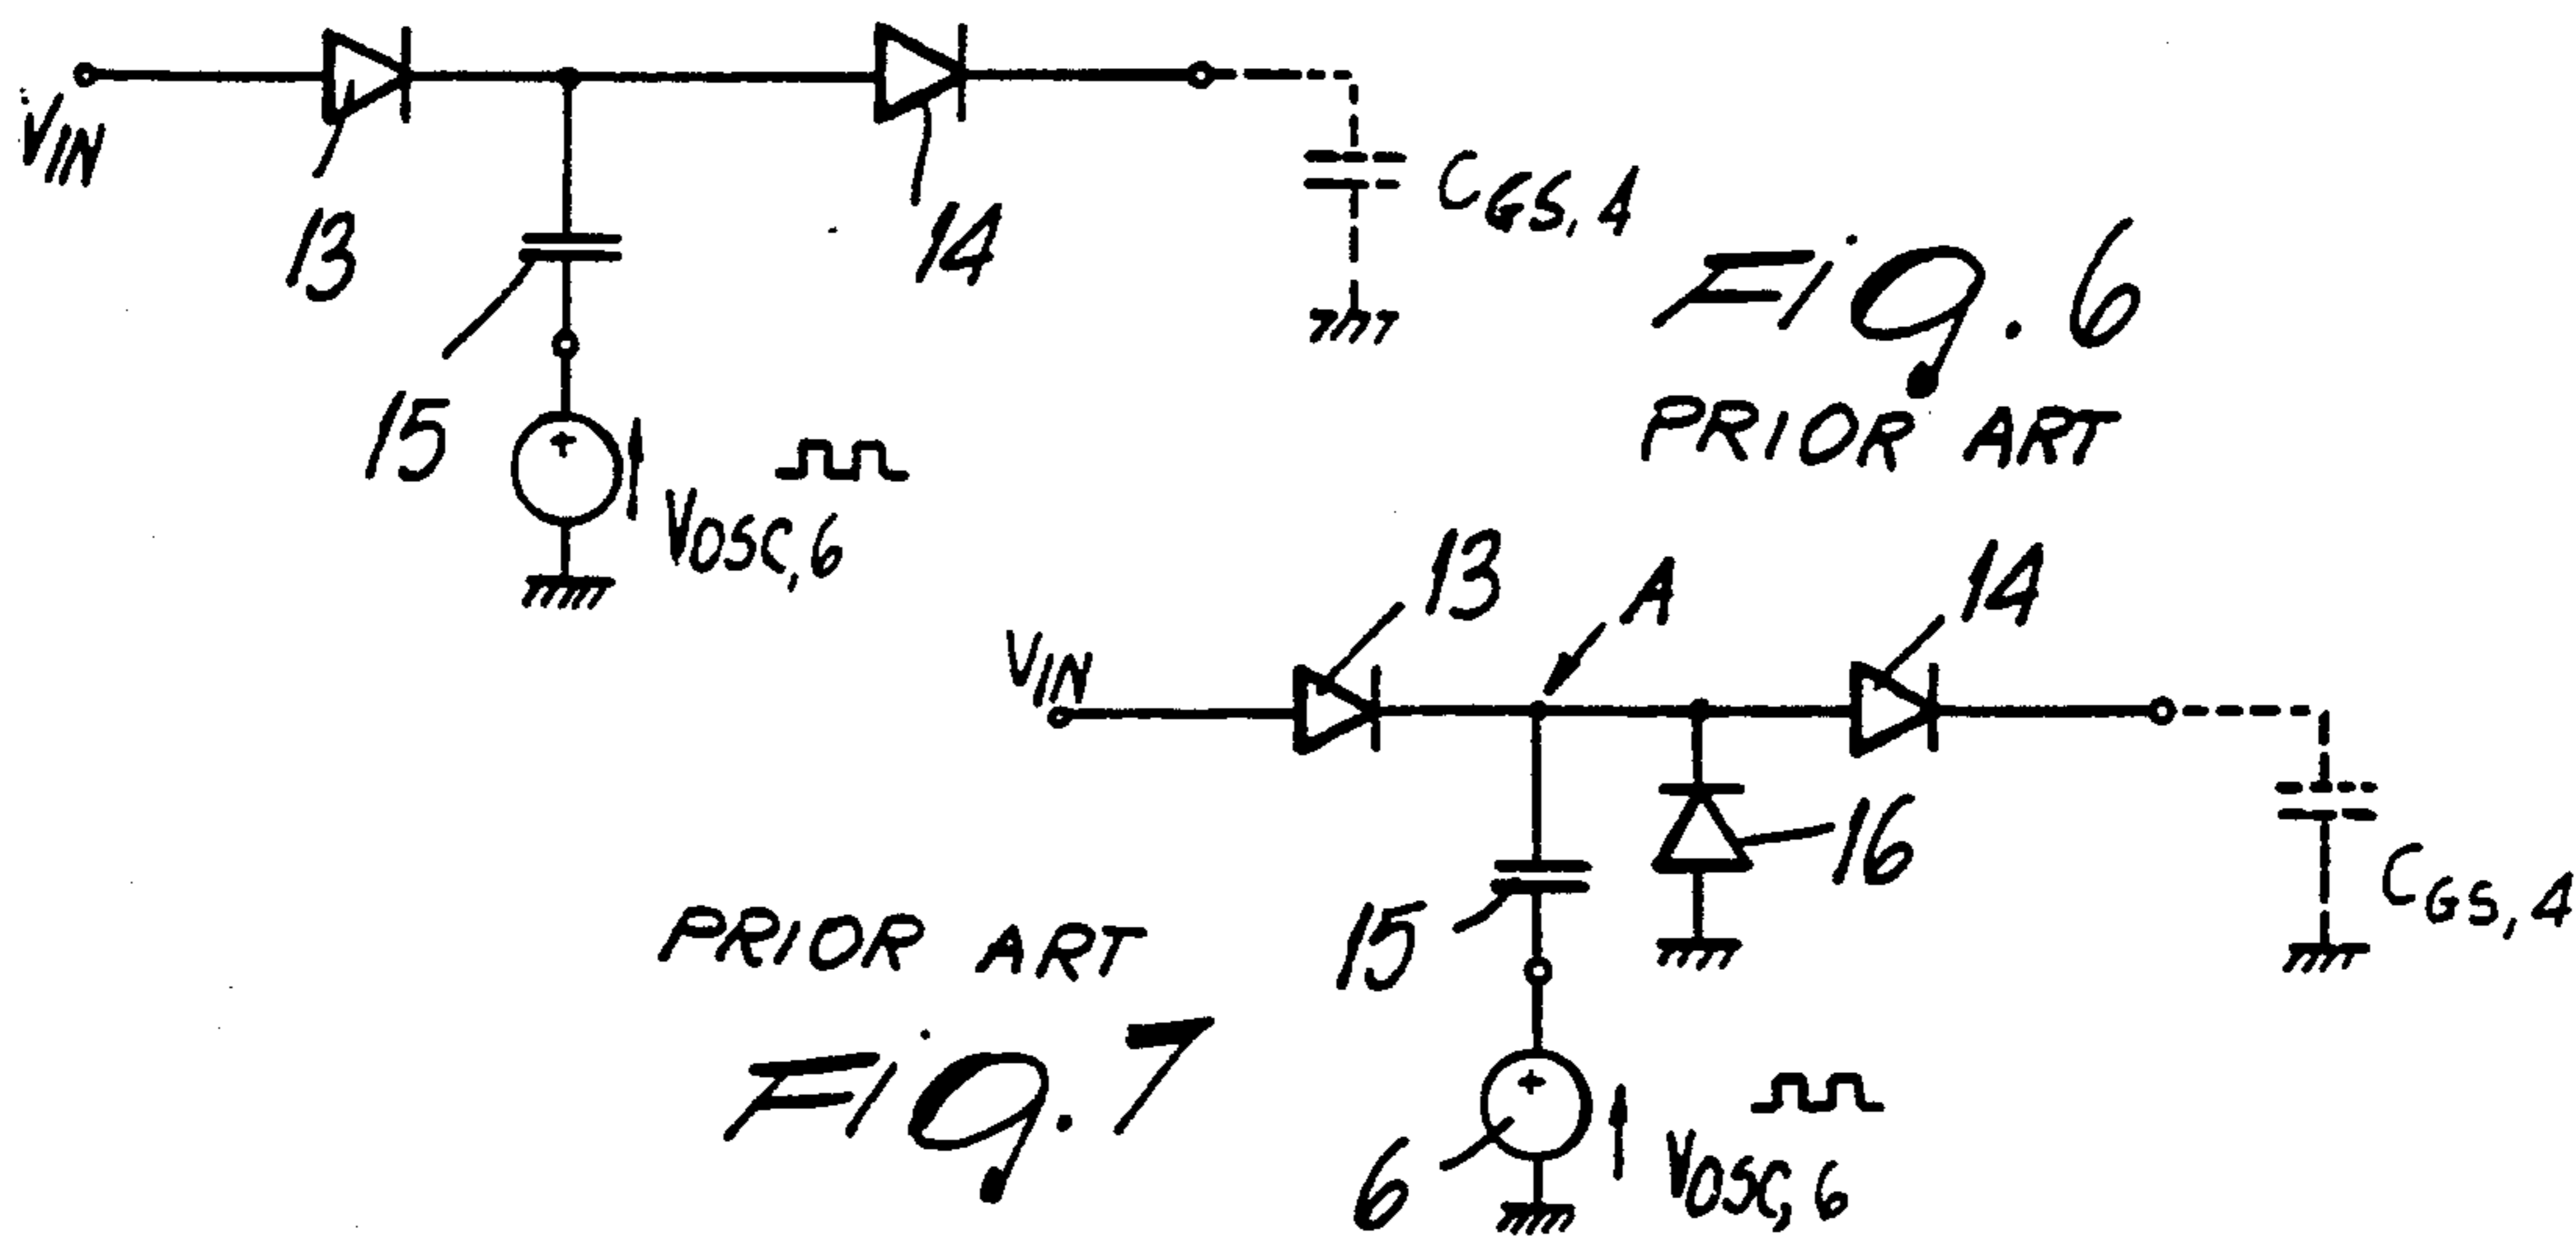 VIN
13
14
CGS,4
Fig. 6
PRIOR ART
15
+
VOSC,6
VIN
13
A
14
16
15
CGS,4
PRIOR ART
Fig. 7
+
6
VOSC,6